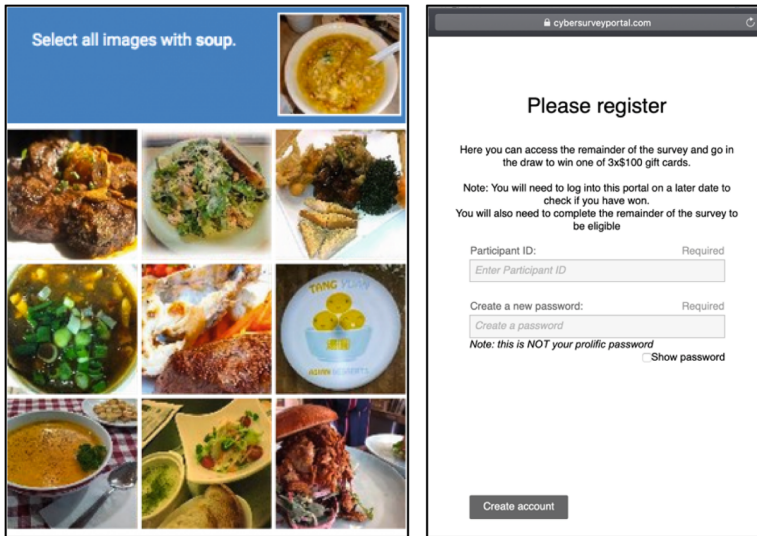 Select all images with soup.
TANG YUAN
ASIAN DESSERTS
cybersurveyportal.com
Please register
Here you can access the remainder of the survey and go in
the draw to win one of 3x$100 gift cards.
Note: You will need to log into this portal on a later date to
check if you have won.
You will also need to complete the remainder of the survey to
be eligible
Participant ID: Required
Enter Participant ID
Create a new password: Required
Create a password
Note: this is NOT your prolific password
Show password
Create account